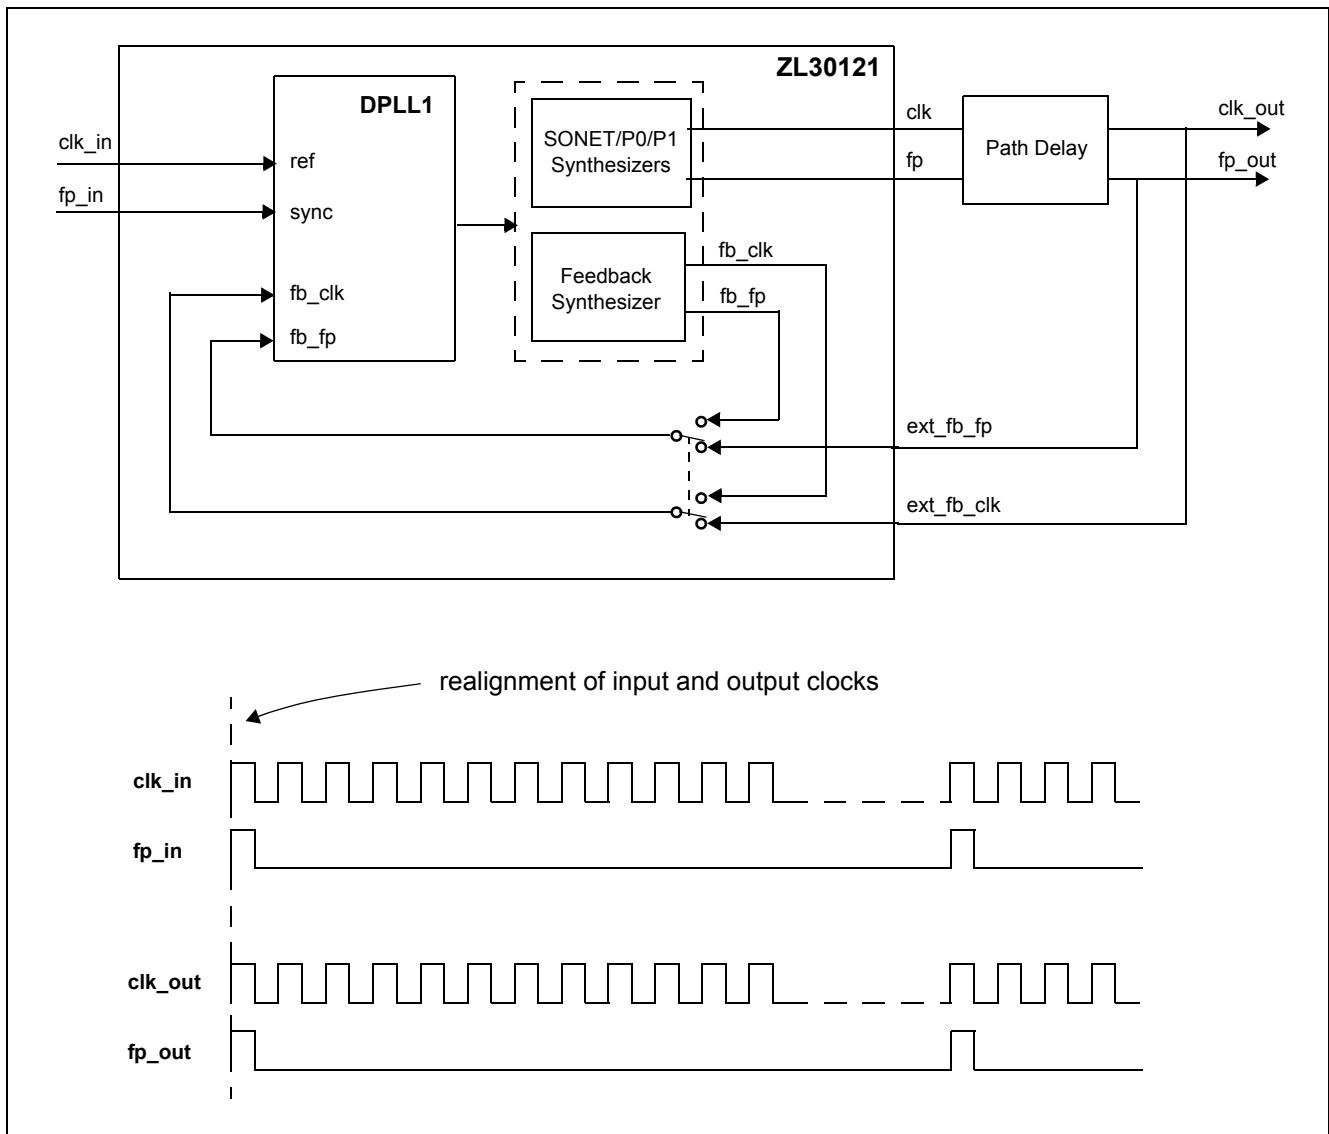 ZL30121
DPLL1
clk_in
fp_in
ref
sync
fb_clk
fb_fp
SONET/P0/P1
Synthesizers
Feedback
Synthesizer
fb_clk
fb_fp
clk
fp
Path Delay
clk_out
fp_out
ext_fb_fp
ext_fb_clk
realignment of input and output clocks
clk_in
fp_in
clk_out
fp_out